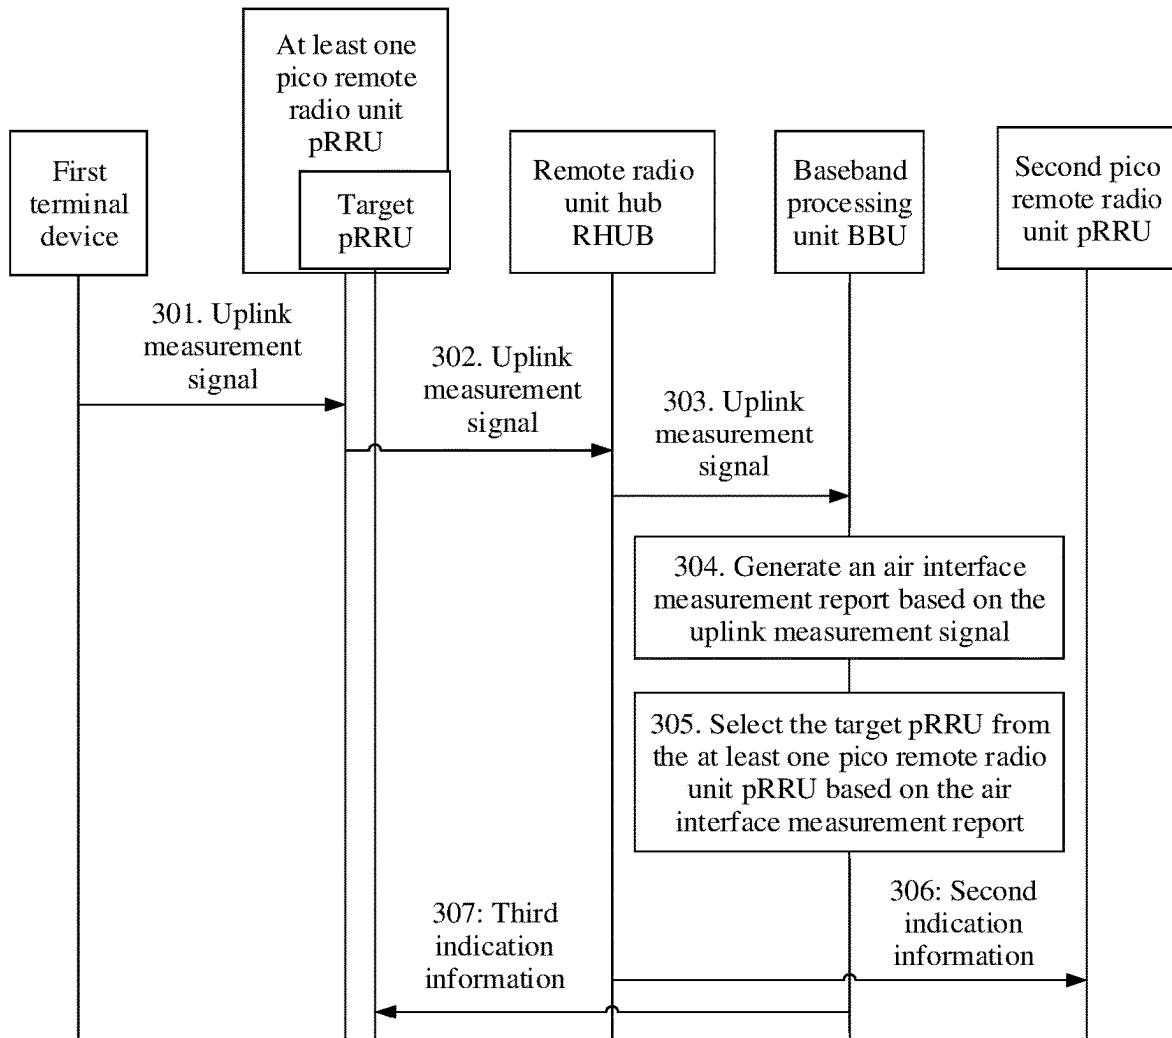 At least one
pico remote
radio unit
pRRU
First
terminal
device
Target
pRRU
Remote radio
unit hub
RHUB
Baseband
processing
unit BBU
Second pico
remote radio
unit pRRU
301. Uplink
measurement
signal
302. Uplink
measurement
signal
303. Uplink
measurement
signal
304. Generate an air interface
measurement report based on the
uplink measurement signal
305. Select the target pRRU from
the at least one pico remote radio
unit pRRU based on the air
interface measurement report
306: Second
indication
information
307: Third
indication
information